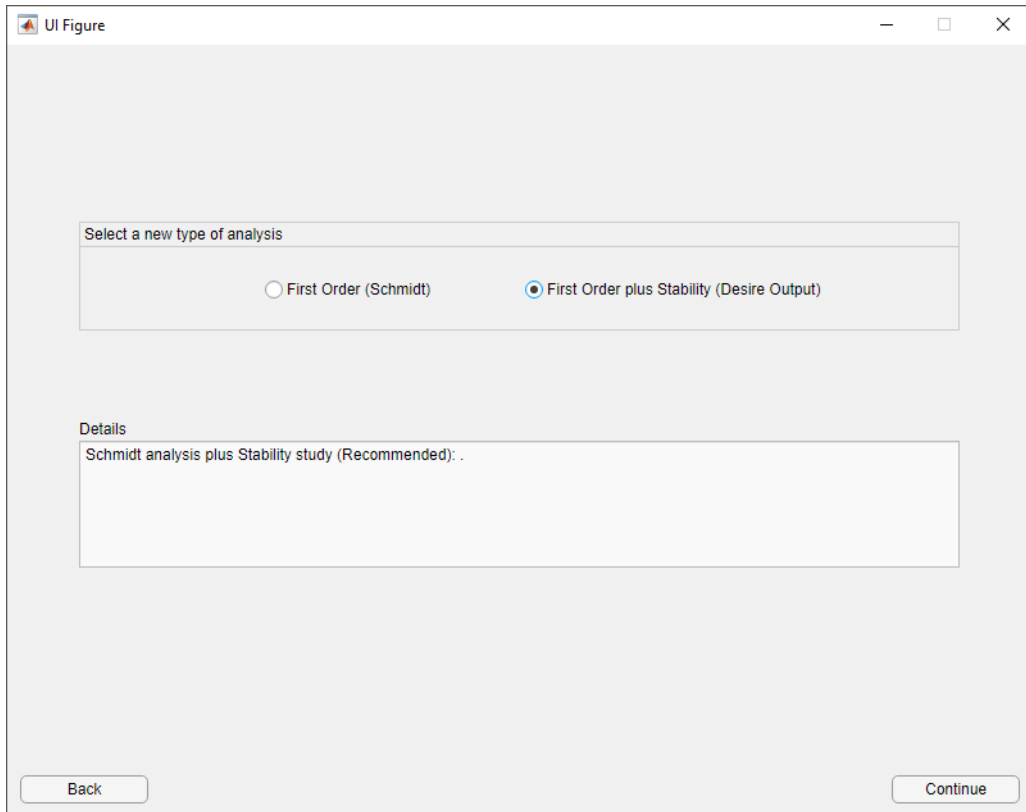 UI Figure
Select a new type of analysis
First Order (Schmidt)
First Order plus Stability (Desire Output)
Details
Schmidt analysis plus Stability study (Recommended): .
Back
Continue